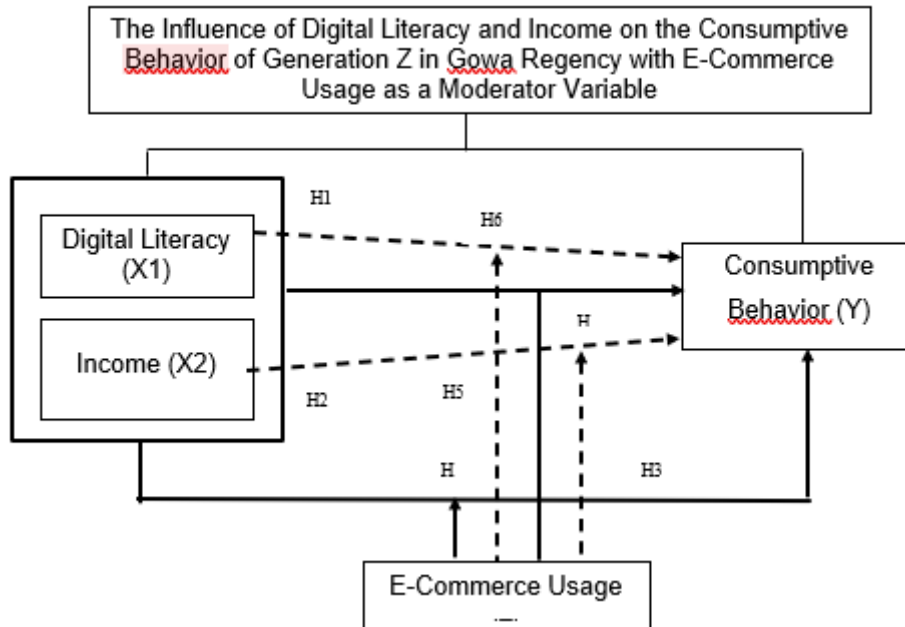 The Influence of Digital Literacy and Income on the Consumptive
Behavior of Generation Z in Gowa Regency with E-Commerce
Usage as a Moderator Variable
H1
H6
Digital Literacy
(X1)
Consumptive
Behavior (Y)
H
Income (X2)
H2
H5
H
H3
E-Commerce Usage